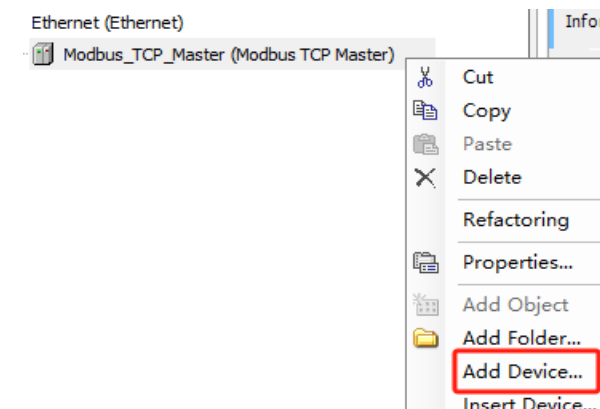 Ethernet (Ethernet)
Modbus_TCP_Master (Modbus TCP Master)
Cut
Copy
Paste
Delete
Refactoring
Properties...
Add Object
Add Folder...
Add Device...
Insert Device...